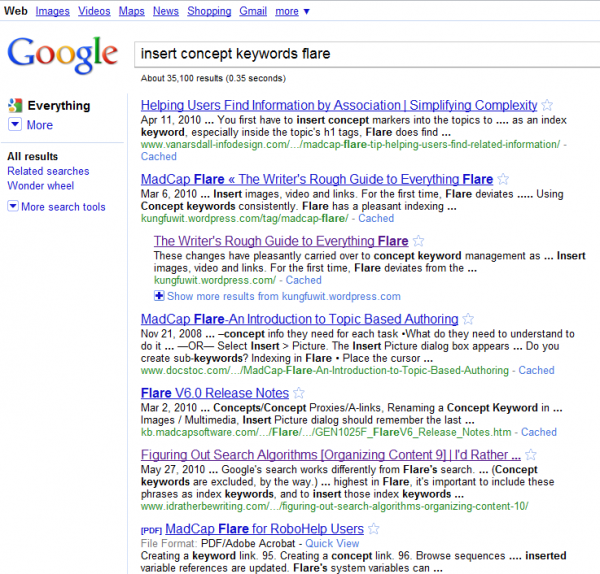 Web Images Videos Maps News Shopping Gmail more ▼
Google
insert concept keywords flare
About 35,100 results (0.35 seconds)
Everything
More
All results
Related searches
Wonder wheel
More search tools
Helping Users Find Information by Association | Simplifying Complexity
Apr 11, 2010 ... You first have to insert concept markers into the topics to .... as an index
keyword, especially inside the topic's h1 tags, Flare does find ...
www.vanarsdall-infodesign.com/.../madcap-flare-tip-helping-users-find-related-information/ -
Cached
MadCap Flare « The Writer's Rough Guide to Everything Flare
Mar 6, 2010 ... Insert images, video and links. For the first time, Flare deviates ..... Using
Concept keywords consistently. Flare has a pleasant indexing ...
kungfuwit.wordpress.com/tag/madcap-flare/ - Cached
The Writer's Rough Guide to Everything Flare
These changes have pleasantly carried over to concept keyword management as ... Insert
images, video and links. For the first time, Flare deviates from the ...
kungfuwit.wordpress.com/ - Cached
Show more results from kungfuwit.wordpress.com
MadCap Flare-An Introduction to Topic Based Authoring
Nov 21, 2008 ... –concept info they need for each task •What do they need to understand to
do it ... —OR— Select Insert > Picture. The Insert Picture dialog box appears ... Do you
create sub-keywords? Indexing in Flare • Place the cursor ...
www.docstoc.com/.../MadCap-Flare-An-Introduction-to-Topic-Based-Authoring - Cached
Flare V6.0 Release Notes
Mar 2, 2010 ... Concepts/Concept Proxies/A-links, Renaming a Concept Keyword in ...
Images / Multimedia, Insert Picture dialog should remember the last ...
kb.madcapsoftware.com/.../Flare/.../GEN1025F_FlareV6_Release_Notes.htm - Cached
Figuring Out Search Algorithms [Organizing Content 9] | I'd Rather ...
May 27, 2010 ... Google's search works differently from Flare's search. ... (Concept
keywords are excluded, by the way.) ... highest in Flare, it's important to include these
phrases as index keywords, and to insert those index keywords ...
www.idratherbewriting.com/.../figuring-out-search-algorithms-organizing-content-10/
[PDF] MadCap Flare for RoboHelp Users
File Format: PDF/Adobe Acrobat - Quick View
Creating a keyword link. 95. Creating a concept link. 96. Browse sequences .... inserted
variable references are updated. Flare's system variables can ...